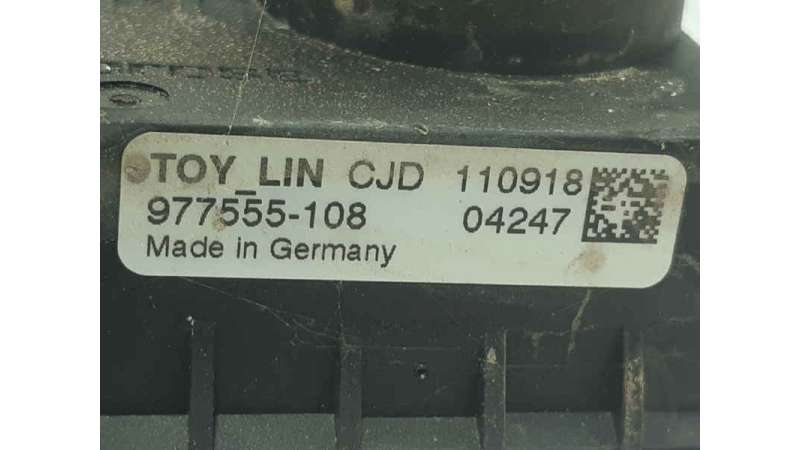 TOY_LIN CJD 110918
977555-108 04247
Made in Germany